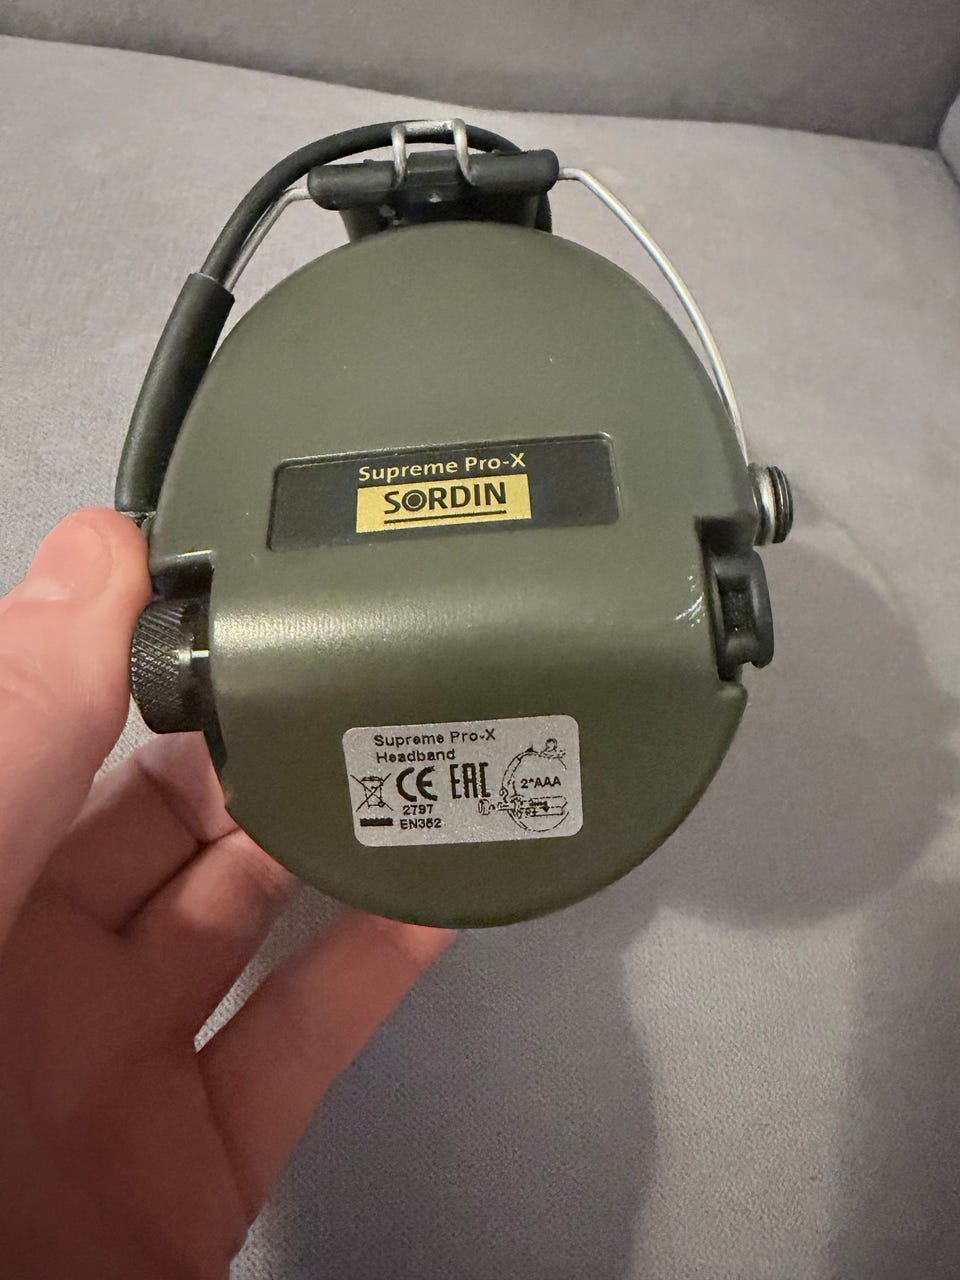 Supreme Pro-X
SORDIN
Supreme Pro-X
Headband
CE EAC
2*AAA
2797
EN352